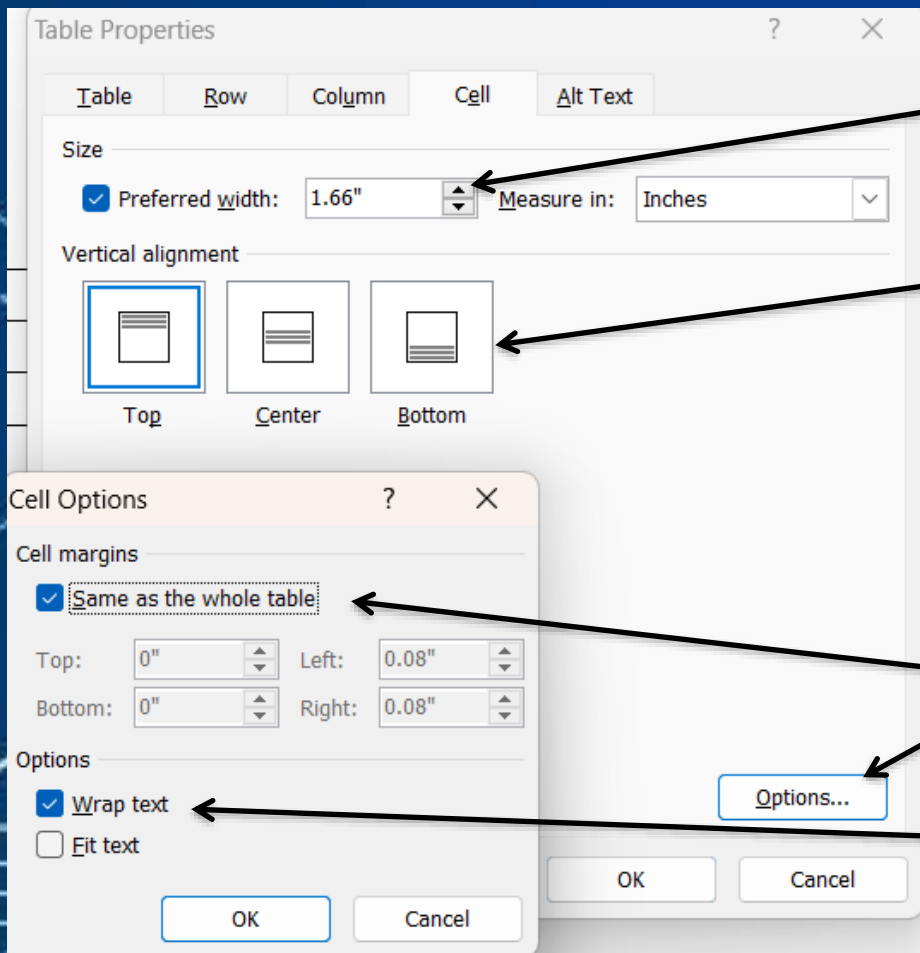 Table Properties ?
Table Row Column Cell Alt Text
Size
Preferred width: 1.66" Measure in: Inches
Vertical alignment
Top Center Bottom
Cell Options ?
Cell margins
Same as the whole table
Top: 0" Left: 0.08"
Bottom: 0" Right: 0.08"
Options
Wrap text
Fit text
OK Cancel
Options...
OK Cancel